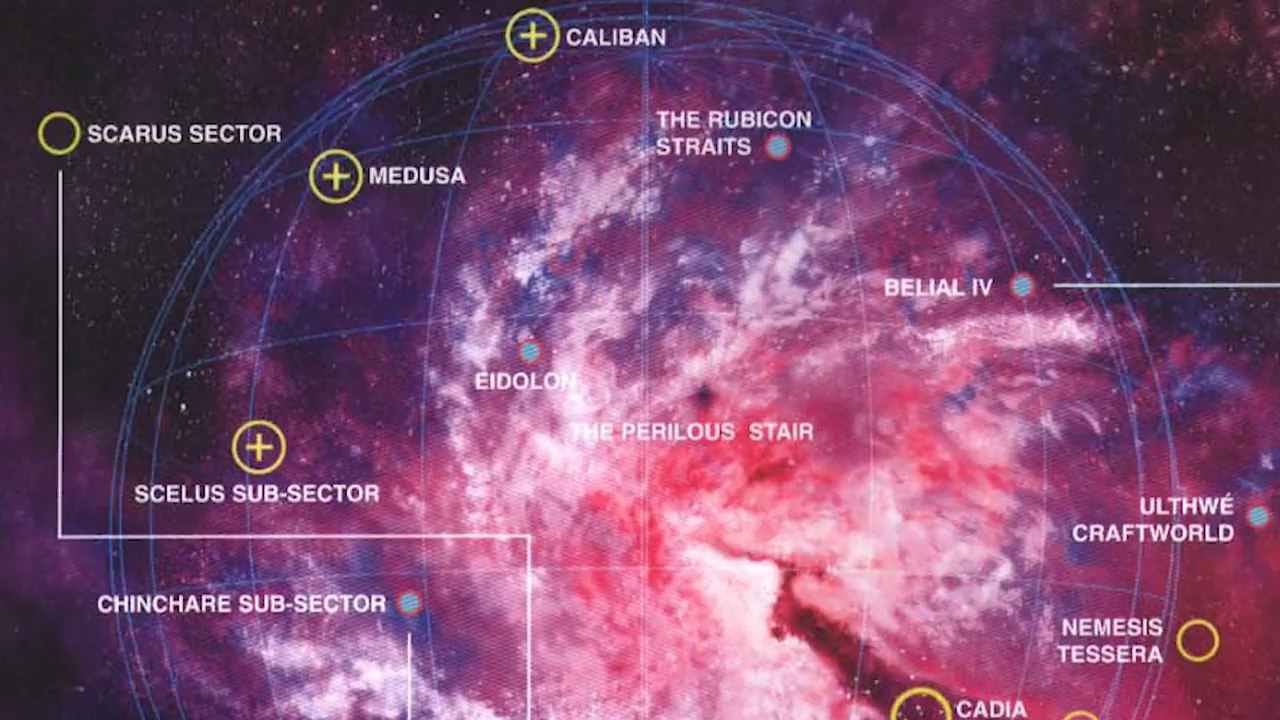 CALIBAN
THE RUBICON
STRAITS
SCARUS SECTOR
MEDUSA
BELIAL IV
EIDOLON
THE PERILOUS STAIR
SCELUS SUB-SECTOR
ULTHWÉ
CRAFTWORLD
CHINCHARE SUB-SECTOR
NEMESIS
TESSERA
CADIA